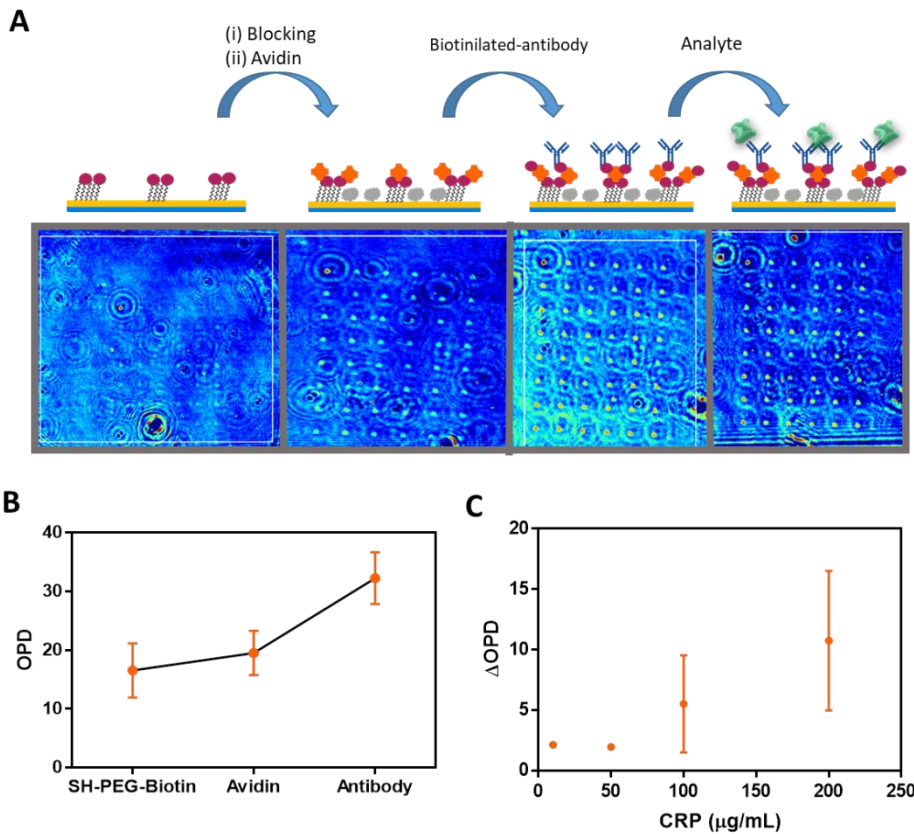 A
(i) Blocking
(ii) Avidin
Biotinilated-antibody
Analyte
B
40
30
20
10
0
OPD
SH-PEG-Biotin
Avidin
Antibody
C
20
15
10
5
0
ΔOPD
0
50
100
150
200
250
CRP (μg/mL)